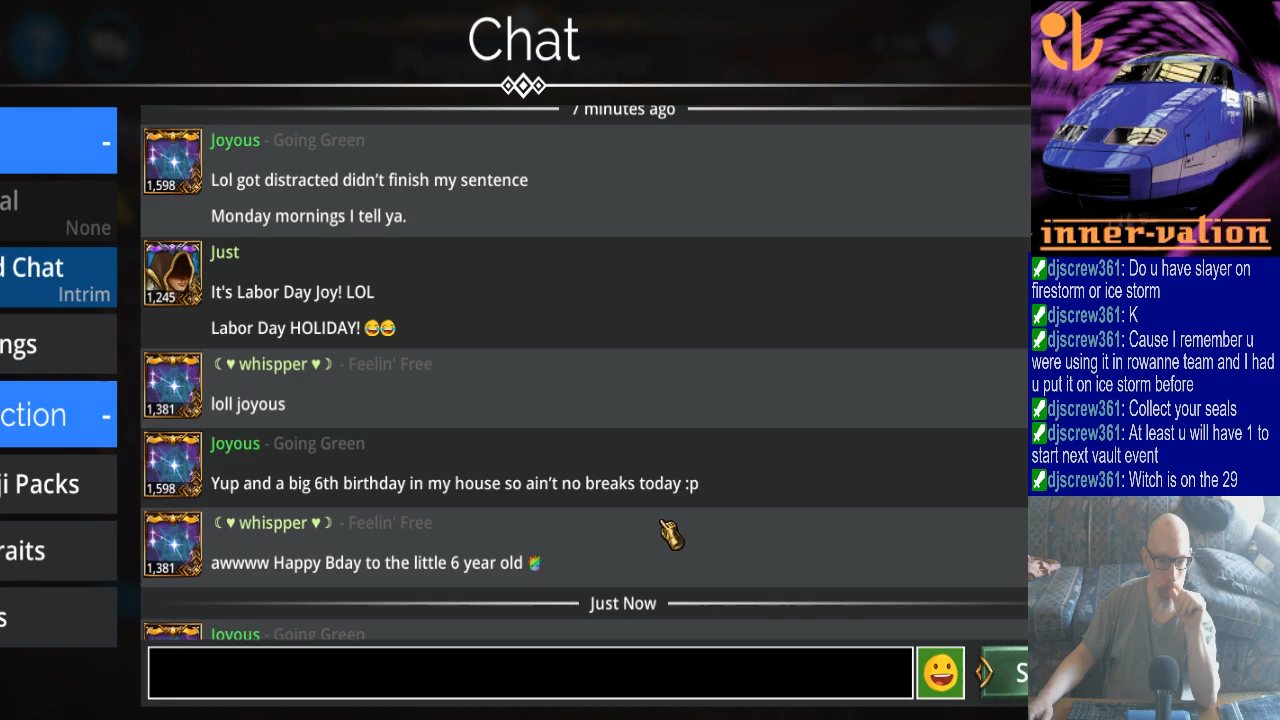 Chat
7 minutes ago
Joyous - Going Green
1,598
Lol got distracted didn't finish my sentence
Monday mornings I tell ya.
Just
1,245
It's Labor Day Joy! LOL
Labor Day HOLIDAY! 😂😂
☾♥ whispper ♥☽ - Feelin' Free
1,381
loll joyous
Joyous - Going Green
1,598
Yup and a big 6th birthday in my house so ain't no breaks today :p
☾♥ whispper ♥☽ - Feelin' Free
1,381
awwww Happy Bday to the little 6 year old
Just Now
Joyous - Going Green
-
al
None
d Chat
Intrim
ngs
ction -
ji Packs
raits
s
S
inner-vation
djscrew361: Do u have slayer on
firestorm or ice storm
djscrew361: K
djscrew361: Cause I remember u
were using it in rowanne team and I had
u put it on ice storm before
djscrew361: Collect your seals
djscrew361: At least u will have 1 to
start next vault event
djscrew361: Witch is on the 29